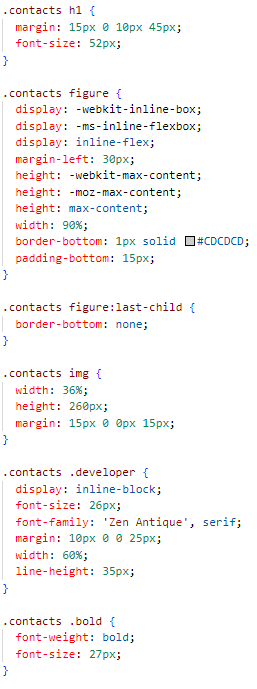 .contacts h1 {
  margin: 15px 0 10px 45px;
  font-size: 52px;
}

.contacts figure {
  display: -webkit-inline-box;
  display: -ms-inline-flexbox;
  display: inline-flex;
  margin-left: 30px;
  height: -webkit-max-content;
  height: -moz-max-content;
  height: max-content;
  width: 90%;
  border-bottom: 1px solid #CDCDCD;
  padding-bottom: 15px;
}

.contacts figure:last-child {
  border-bottom: none;
}

.contacts img {
  width: 36%;
  height: 260px;
  margin: 15px 0 0px 15px;
}

.contacts .developer {
  display: inline-block;
  font-size: 26px;
  font-family: 'Zen Antique', serif;
  margin: 10px 0 0 25px;
  width: 60%;
  line-height: 35px;
}

.contacts .bold {
  font-weight: bold;
  font-size: 27px;
}